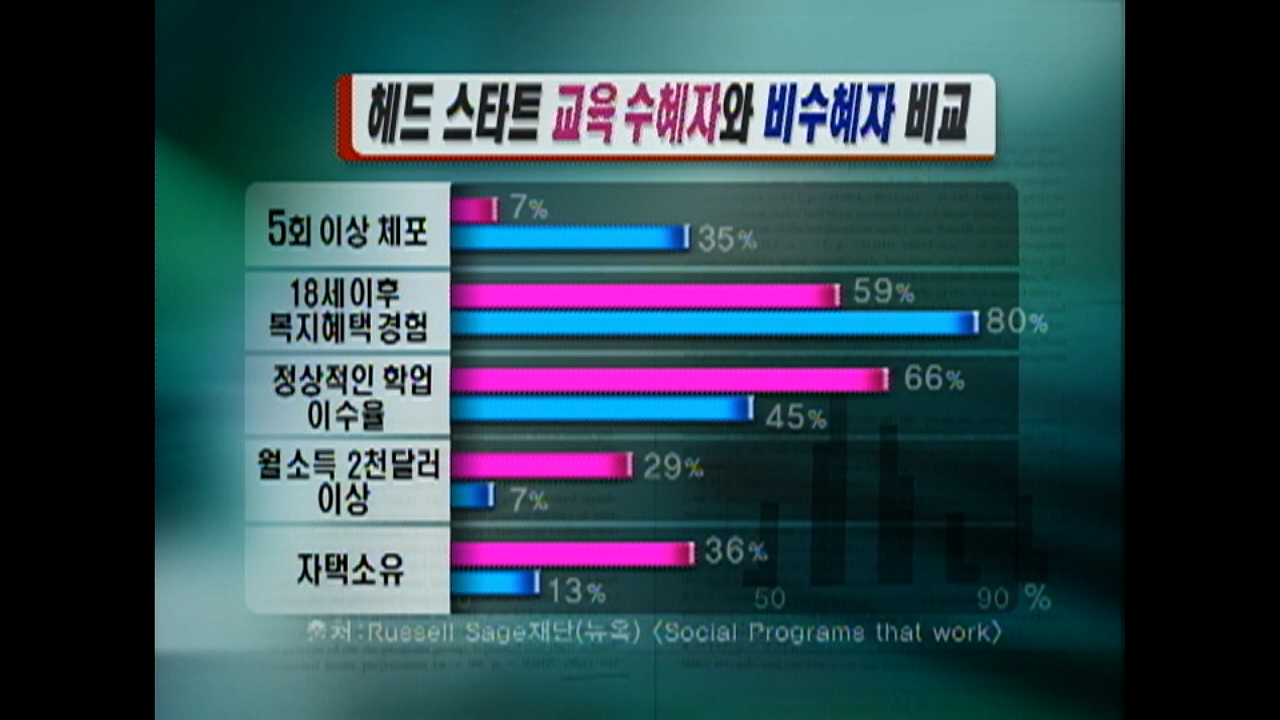 헤드 스타트 교육 수혜자와 비수혜자 비교
5회 이상 체포
7%
35%
18세이후
복지혜택경험
59%
80%
정상적인 학업
이수율
66%
45%
월소득 2천달러
이상
29%
7%
자택소유
36%
13%
0 50 90 %
출처:Russell Sage재단(뉴욕) 〈Social Programs that work〉